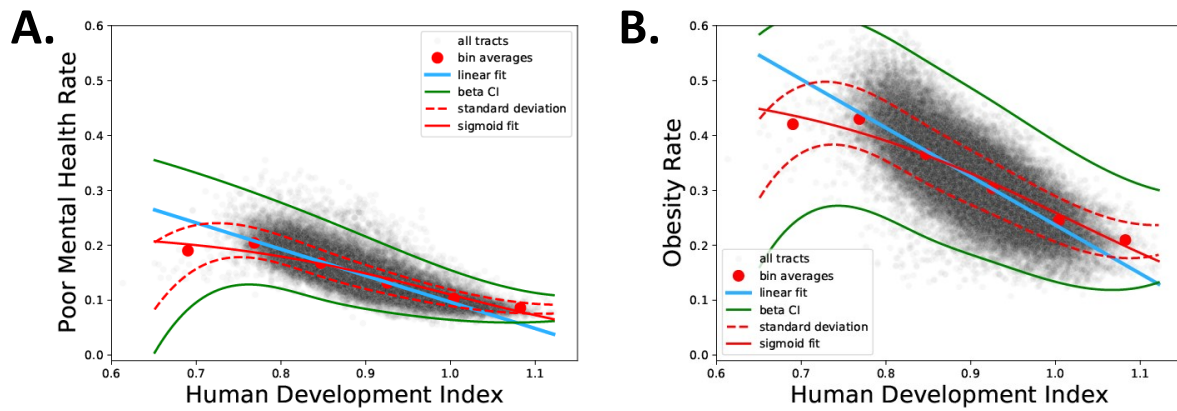 A.
Poor Mental Health Rate
0.6
0.5
0.4
0.3
0.2
0.1
0.0
all tracts
bin averages
linear fit
beta CI
standard deviation
sigmoid fit
0.6 0.7 0.8 0.9 1.0 1.1
Human Development Index
B.
Obesity Rate
0.6
0.5
0.4
0.3
0.2
0.1
0.0
all tracts
bin averages
linear fit
beta CI
standard deviation
sigmoid fit
0.6 0.7 0.8 0.9 1.0 1.1
Human Development Index